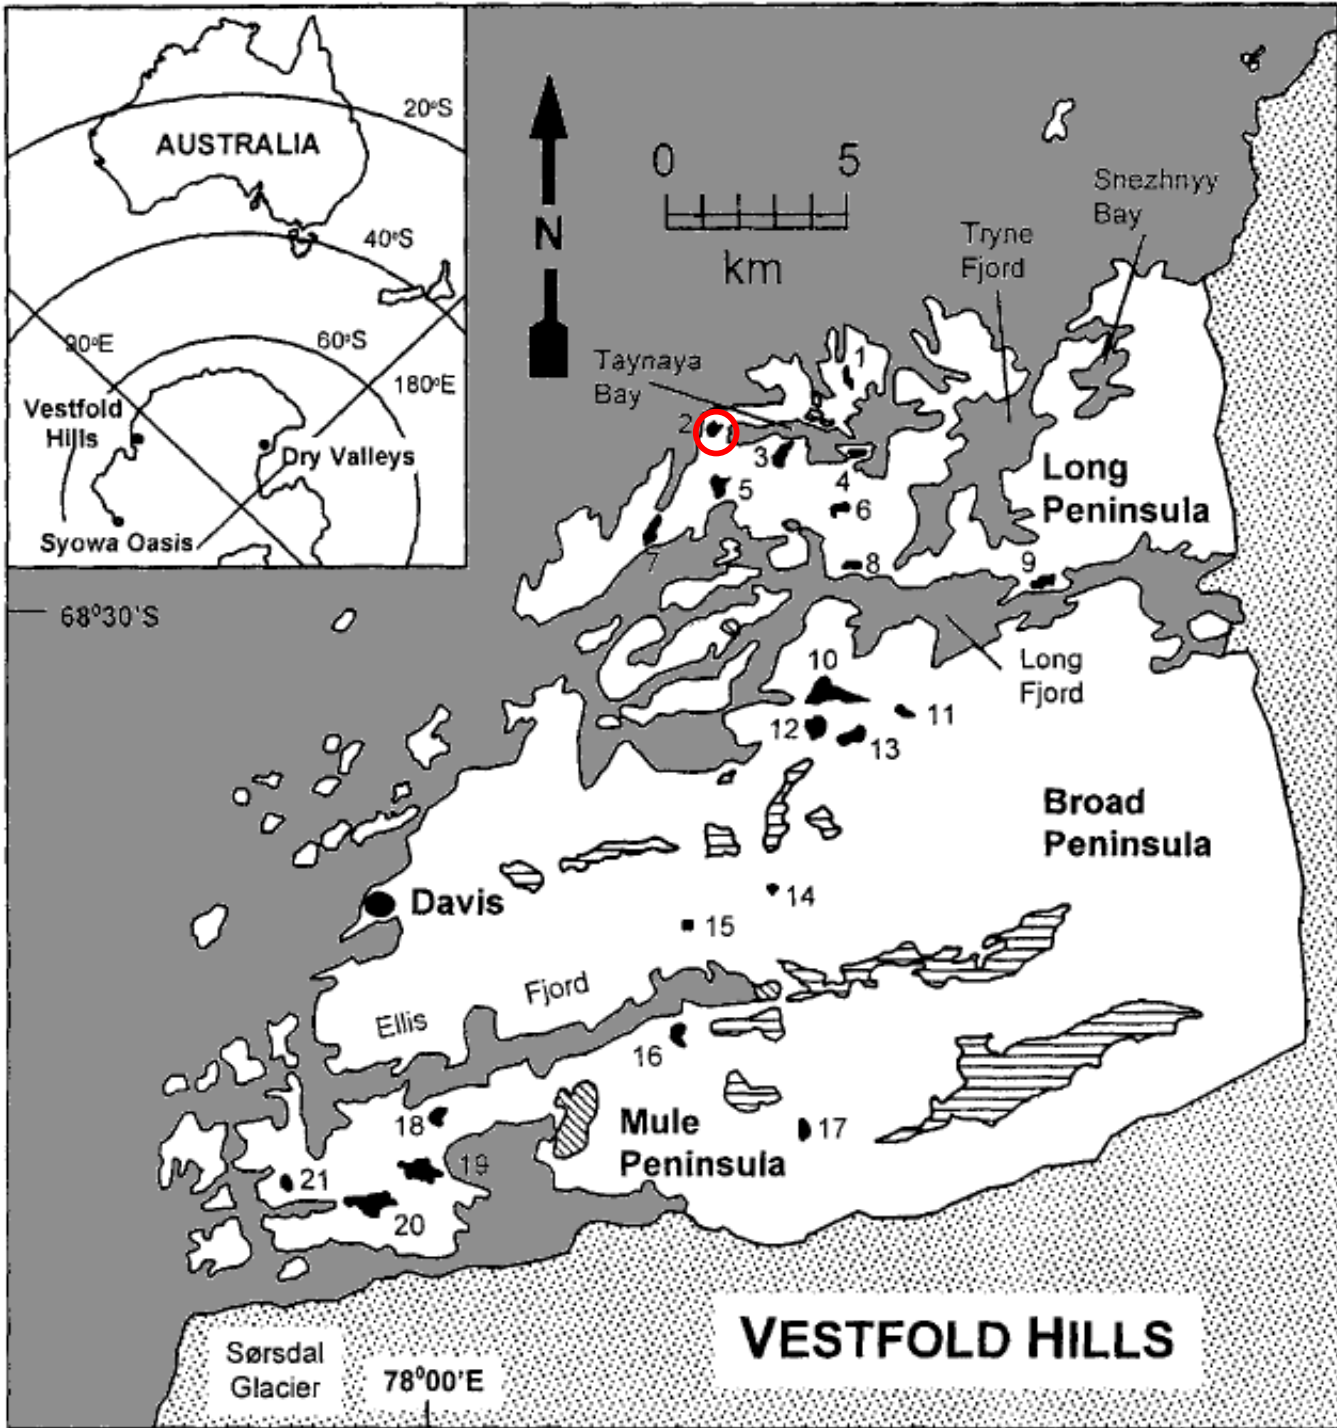 20°S
AUSTRALIA
40°S
90°E
60°S
180°E
Vestfold
Hills
Dry Valleys
Syowa Oasis
N
0 5
km
Snezhnyy
Bay
Tryne
Fjord
Taynaya
Bay
1
2
3
4
5
6
7
8
9
Long
Peninsula
68°30'S
10
11
12
13
Long
Fjord
Broad
Peninsula
Davis
14
15
Ellis Fjord
16
17
Mule
Peninsula
18
19
20
21
VESTFOLD HILLS
Sørsdal
Glacier
78°00'E